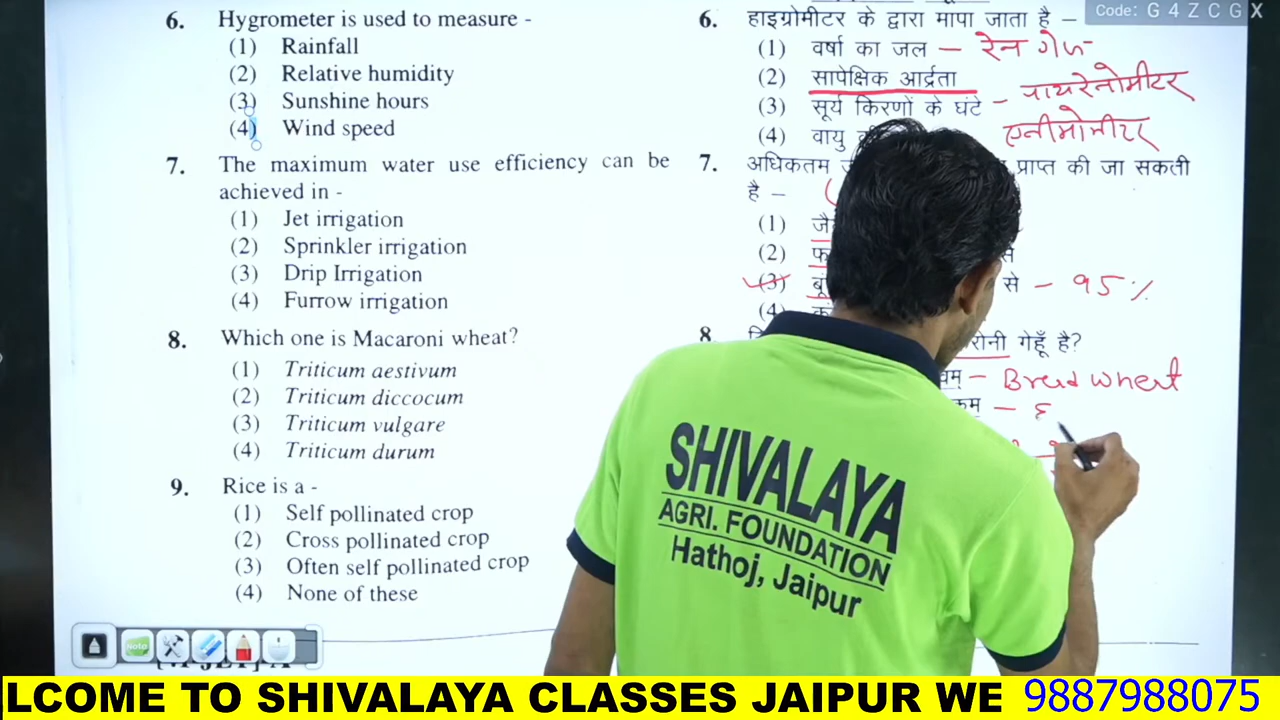 Code: G 4 Z C G X
6. Hygrometer is used to measure -
(1) Rainfall
(2) Relative humidity
(3) Sunshine hours
(4) Wind speed
7. The maximum water use efficiency can be achieved in -
(1) Jet irrigation
(2) Sprinkler irrigation
(3) Drip Irrigation
(4) Furrow irrigation
8. Which one is Macaroni wheat?
(1) Triticum aestivum
(2) Triticum diccocum
(3) Triticum vulgare
(4) Triticum durum
9. Rice is a -
(1) Self pollinated crop
(2) Cross pollinated crop
(3) Often self pollinated crop
(4) None of these
6. हाइग्रोमीटर के द्वारा मापा जाता है –
(1) वर्षा का जल – रेन गेज
(2) सापेक्षिक आर्द्रता
(3) सूर्य किरणों के घंटे – पायरेनोमीटर
(4) वायु एनीमोमीटर
7. अधिकतम प्राप्त की जा सकती
है –
(1)
(2) से
(3) से – 95 %
(4)
8. गेहूँ है?
– Bread wheat
SHIVALAYA
AGRI. FOUNDATION
Hathoj, Jaipur
Note
LCOME TO SHIVALAYA CLASSES JAIPUR WE 9887988075